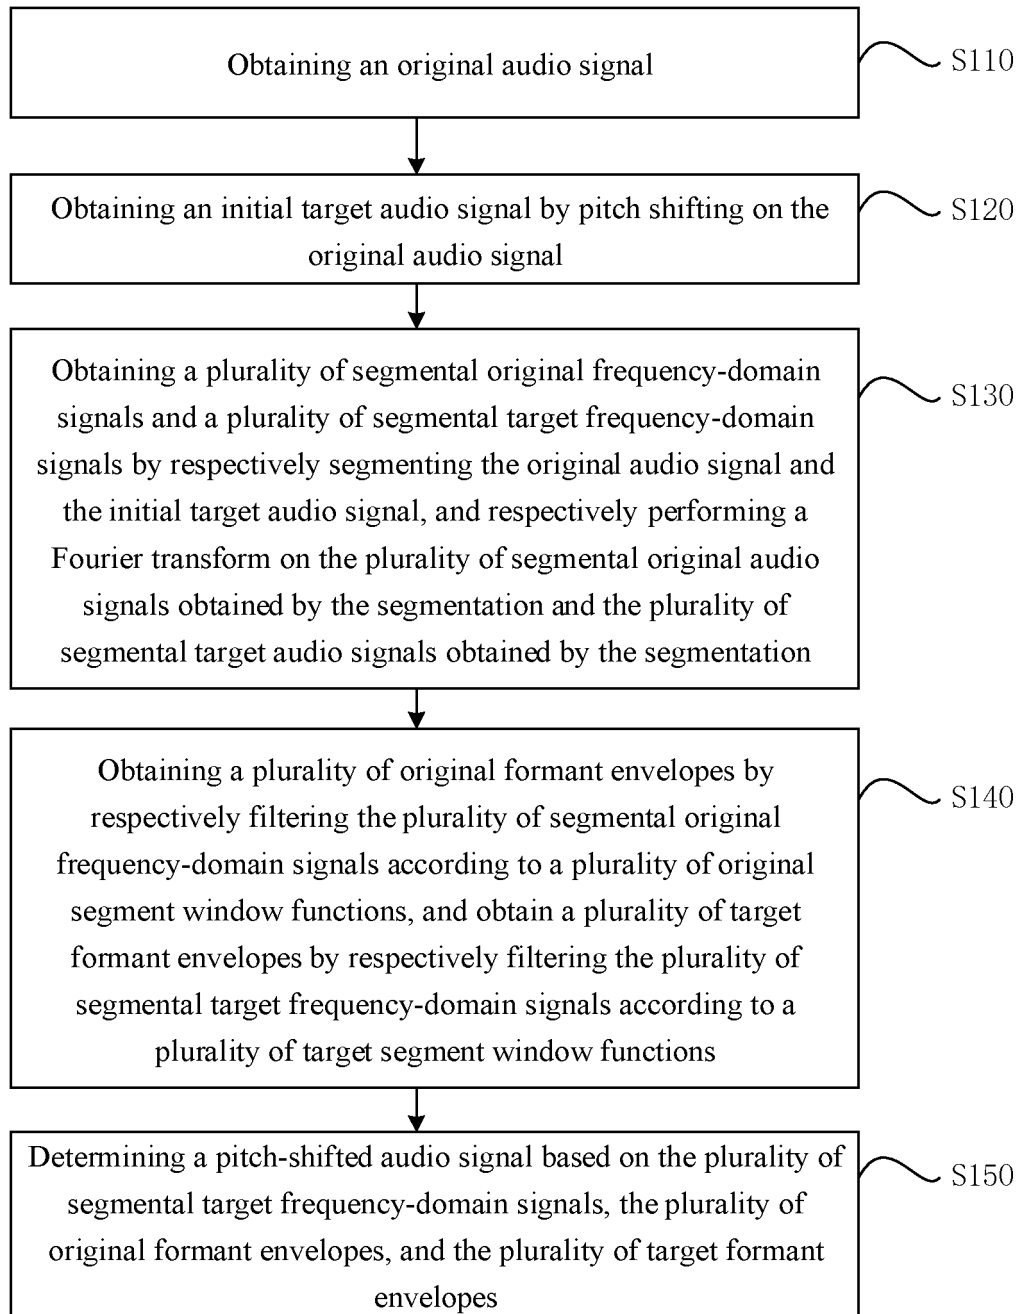 Obtaining an original audio signal
S110
Obtaining an initial target audio signal by pitch shifting on the
original audio signal
S120
Obtaining a plurality of segmental original frequency-domain
signals and a plurality of segmental target frequency-domain
signals by respectively segmenting the original audio signal and
the initial target audio signal, and respectively performing a
Fourier transform on the plurality of segmental original audio
signals obtained by the segmentation and the plurality of
segmental target audio signals obtained by the segmentation
S130
Obtaining a plurality of original formant envelopes by
respectively filtering the plurality of segmental original
frequency-domain signals according to a plurality of original
segment window functions, and obtain a plurality of target
formant envelopes by respectively filtering the plurality of
segmental target frequency-domain signals according to a
plurality of target segment window functions
S140
Determining a pitch-shifted audio signal based on the plurality of
segmental target frequency-domain signals, the plurality of
original formant envelopes, and the plurality of target formant
envelopes
S150